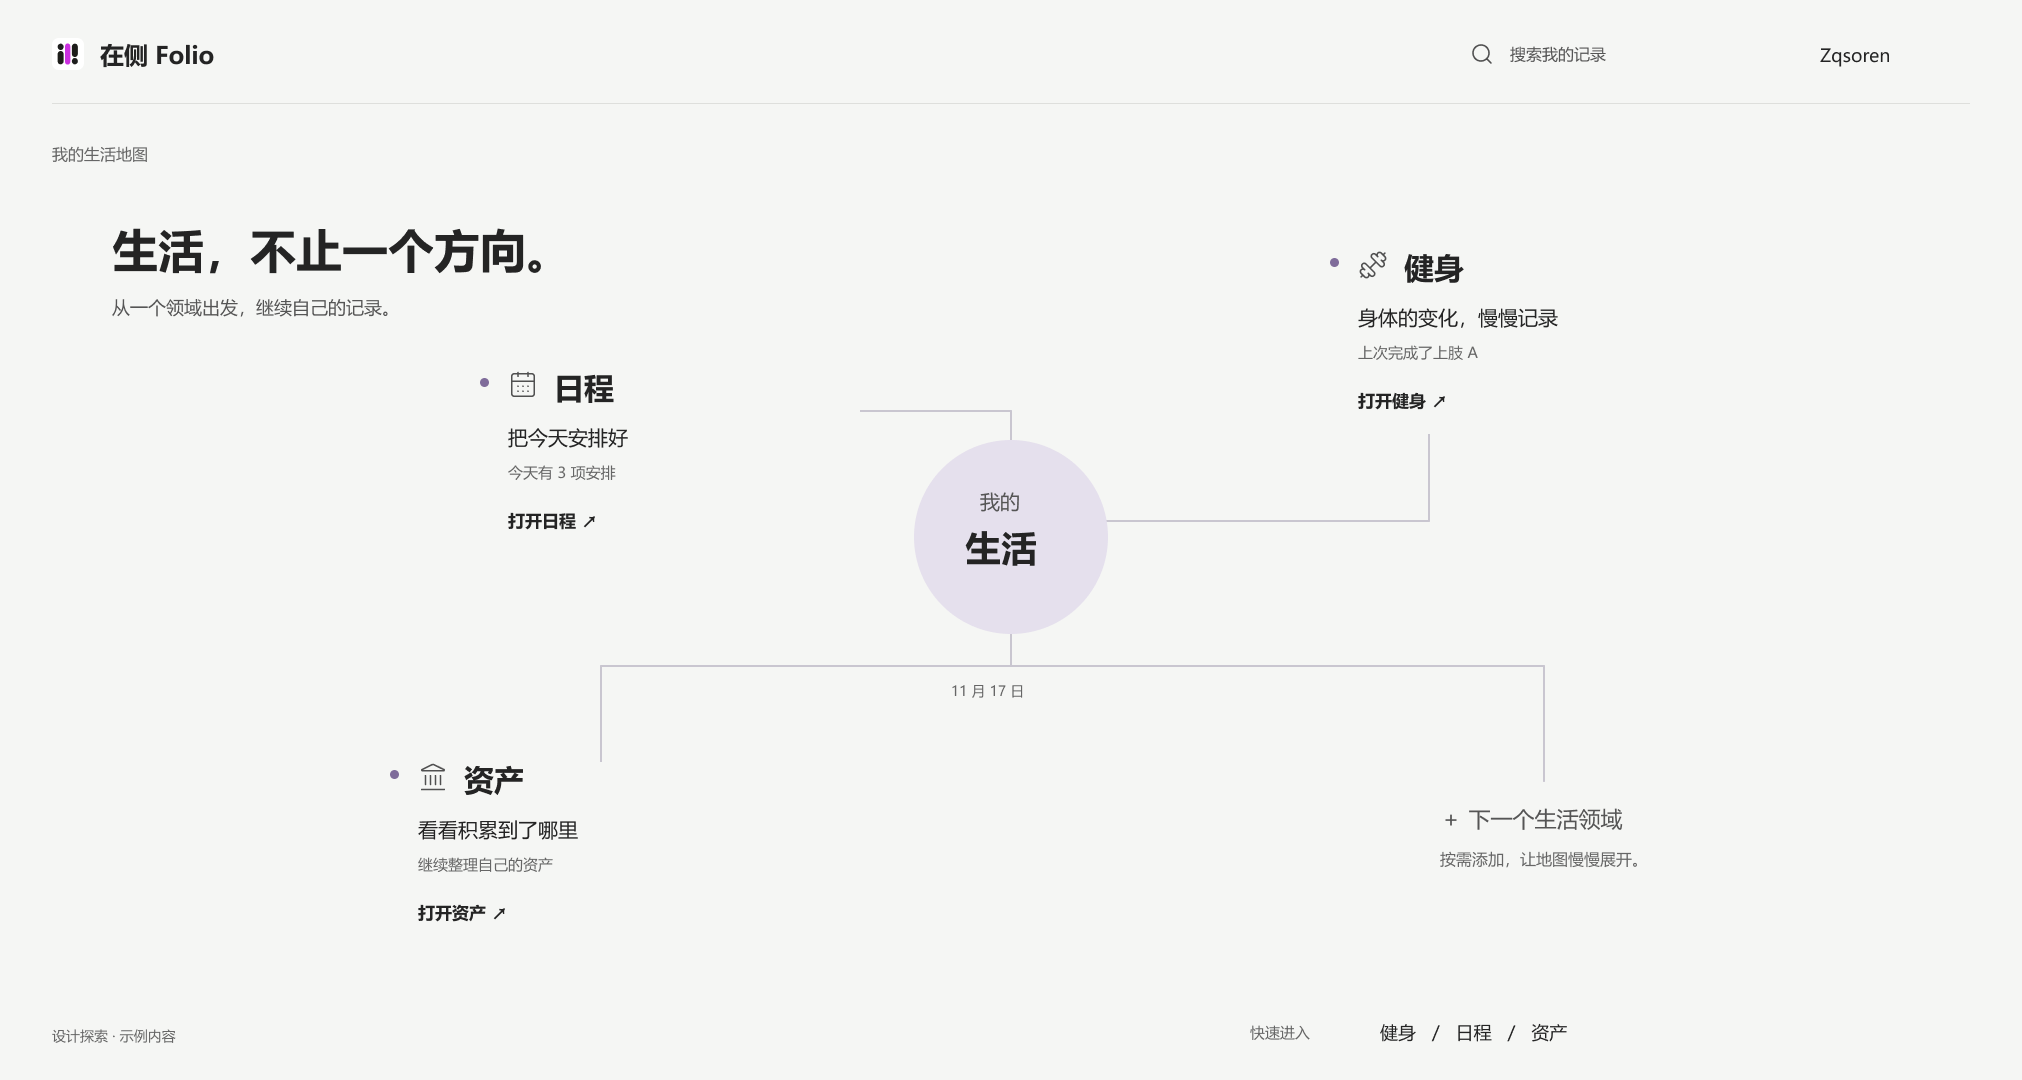 在侧 Folio
搜索我的记录
Zqsoren
我的生活地图
生活，不止一个方向。
从一个领域出发，继续自己的记录。
健身
身体的变化，慢慢记录
上次完成了上肢 A
打开健身 ↗
日程
把今天安排好
今天有 3 项安排
打开日程 ↗
我的
生活
11 月 17 日
资产
看看积累到了哪里
继续整理自己的资产
打开资产 ↗
+ 下一个生活领域
按需添加，让地图慢慢展开。
设计探索 · 示例内容
快速进入
健身 / 日程 / 资产